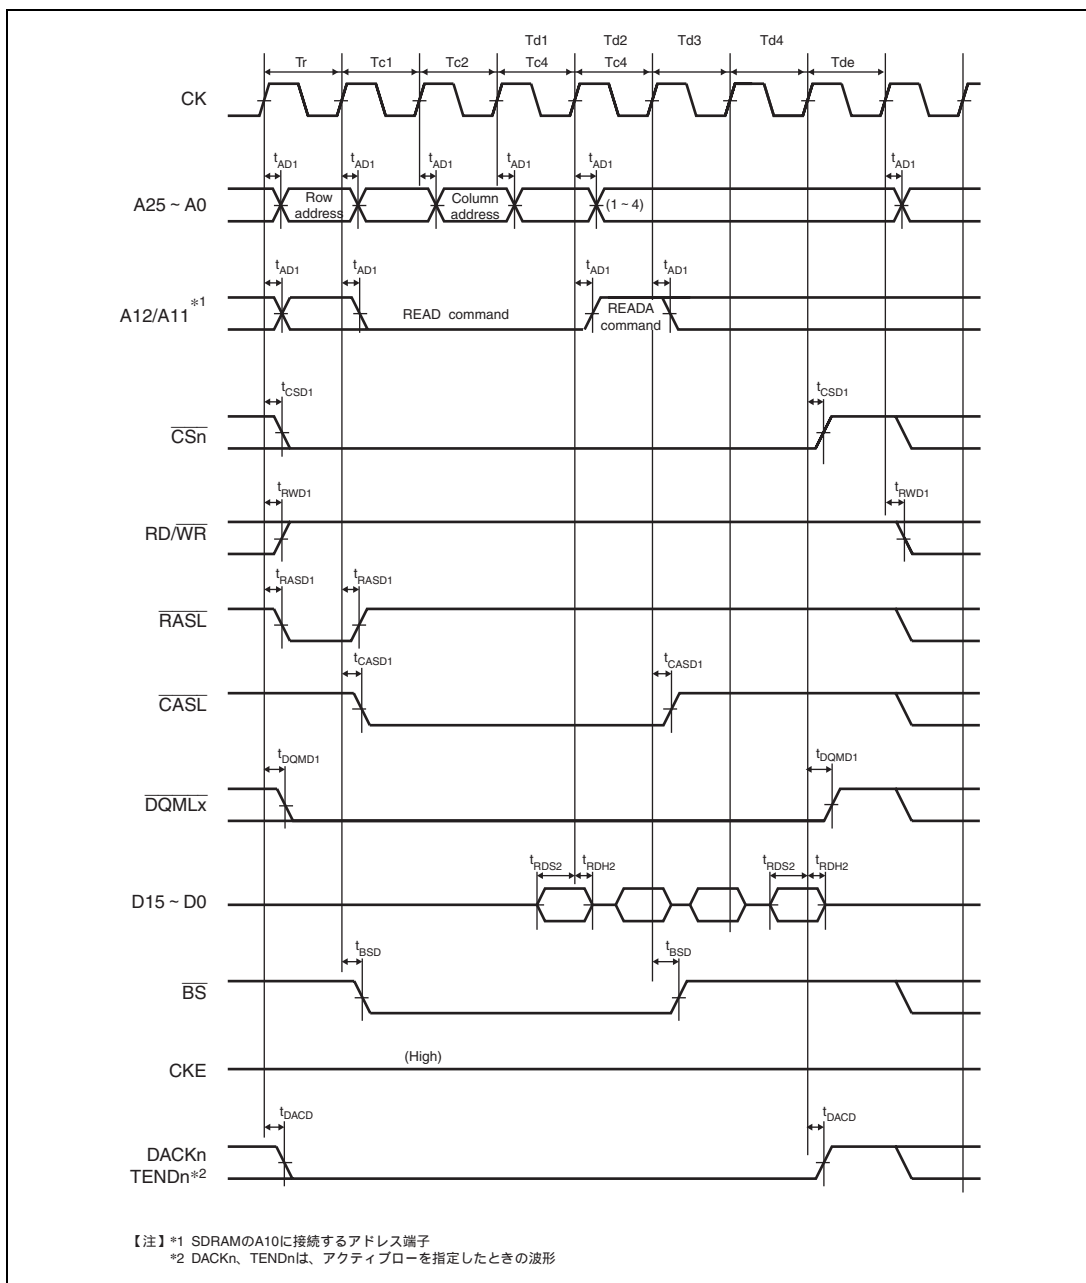 Td1 Td2 Td3 Td4
Tr Tc1 Tc2 Tc4 Tc4 Tde
CK
tAD1 tAD1 tAD1 tAD1 tAD1 tAD1
A25 ~ A0 Row address Column address (1 ~ 4)
tAD1 tAD1 tAD1 tAD1
A12/A11 *1 READ command READA command
tCSD1 tCSD1
CSn
tRWD1 tRWD1
RD/WR
tRASD1 tRASD1
RASL
tCASD1 tCASD1
CASL
tDQMD1 tDQMD1
DQMLx
tRDS2 tRDH2 tRDS2 tRDH2
D15 ~ D0
tBSD tBSD
BS
(High)
CKE
tDACD tDACD
DACKn
TENDn*2
【注】*1 SDRAMのA10に接続するアドレス端子
*2 DACKn、TENDnは、アクティブローを指定したときの波形